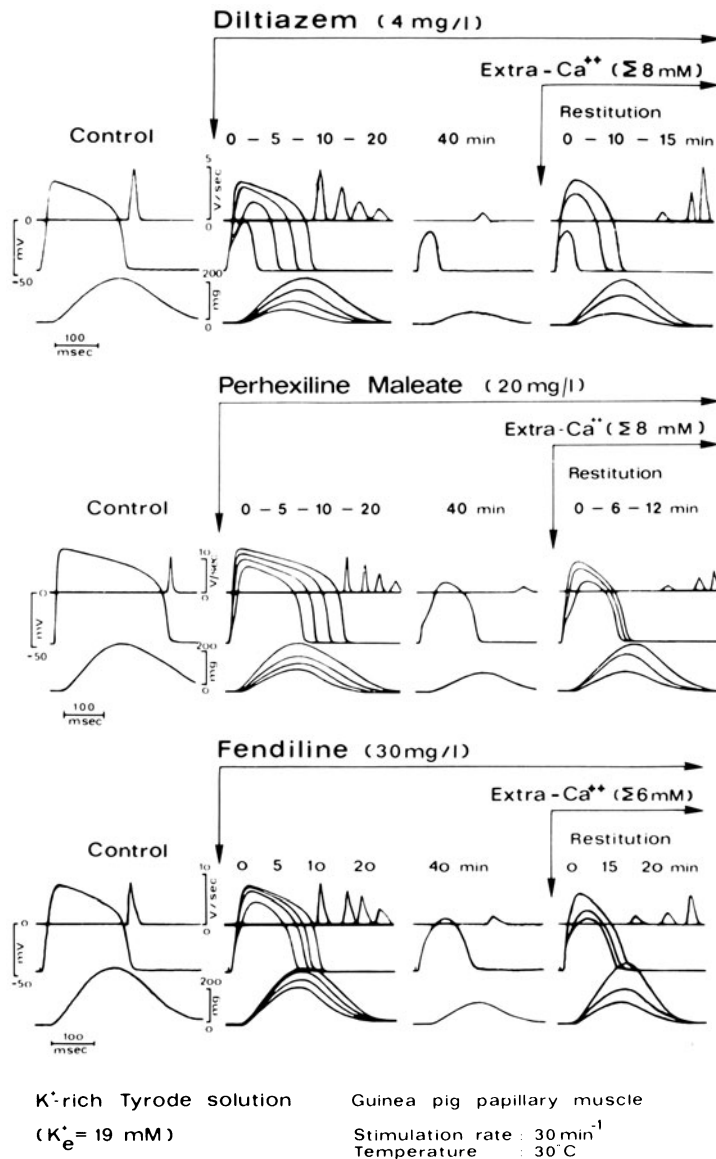 Diltiazem (4 mg/l)
Extra-Ca⁺⁺ (Σ 8 mM)
Restitution
Control
0 – 5 – 10 – 20
40 min
0 – 10 – 15 min
5
V/sec
0
0
mV
-50
200
mg
0
100
msec
Perhexiline Maleate (20 mg/l)
Extra-Ca⁺⁺ (Σ 8 mM)
Restitution
Control
0 – 5 – 10 – 20
40 min
0 – 6 – 12 min
10
V/sec
0
0
mV
-50
200
mg
0
100
msec
Fendiline (30 mg/l)
Extra-Ca⁺⁺ (Σ 6 mM)
Restitution
Control
0 5 10 20
40 min
0 15 20 min
10
V/sec
0
0
mV
-50
200
mg
0
100
msec
K⁺-rich Tyrode solution
Guinea pig papillary muscle
(K⁺e = 19 mM)
Stimulation rate : 30 min⁻¹
Temperature : 30°C